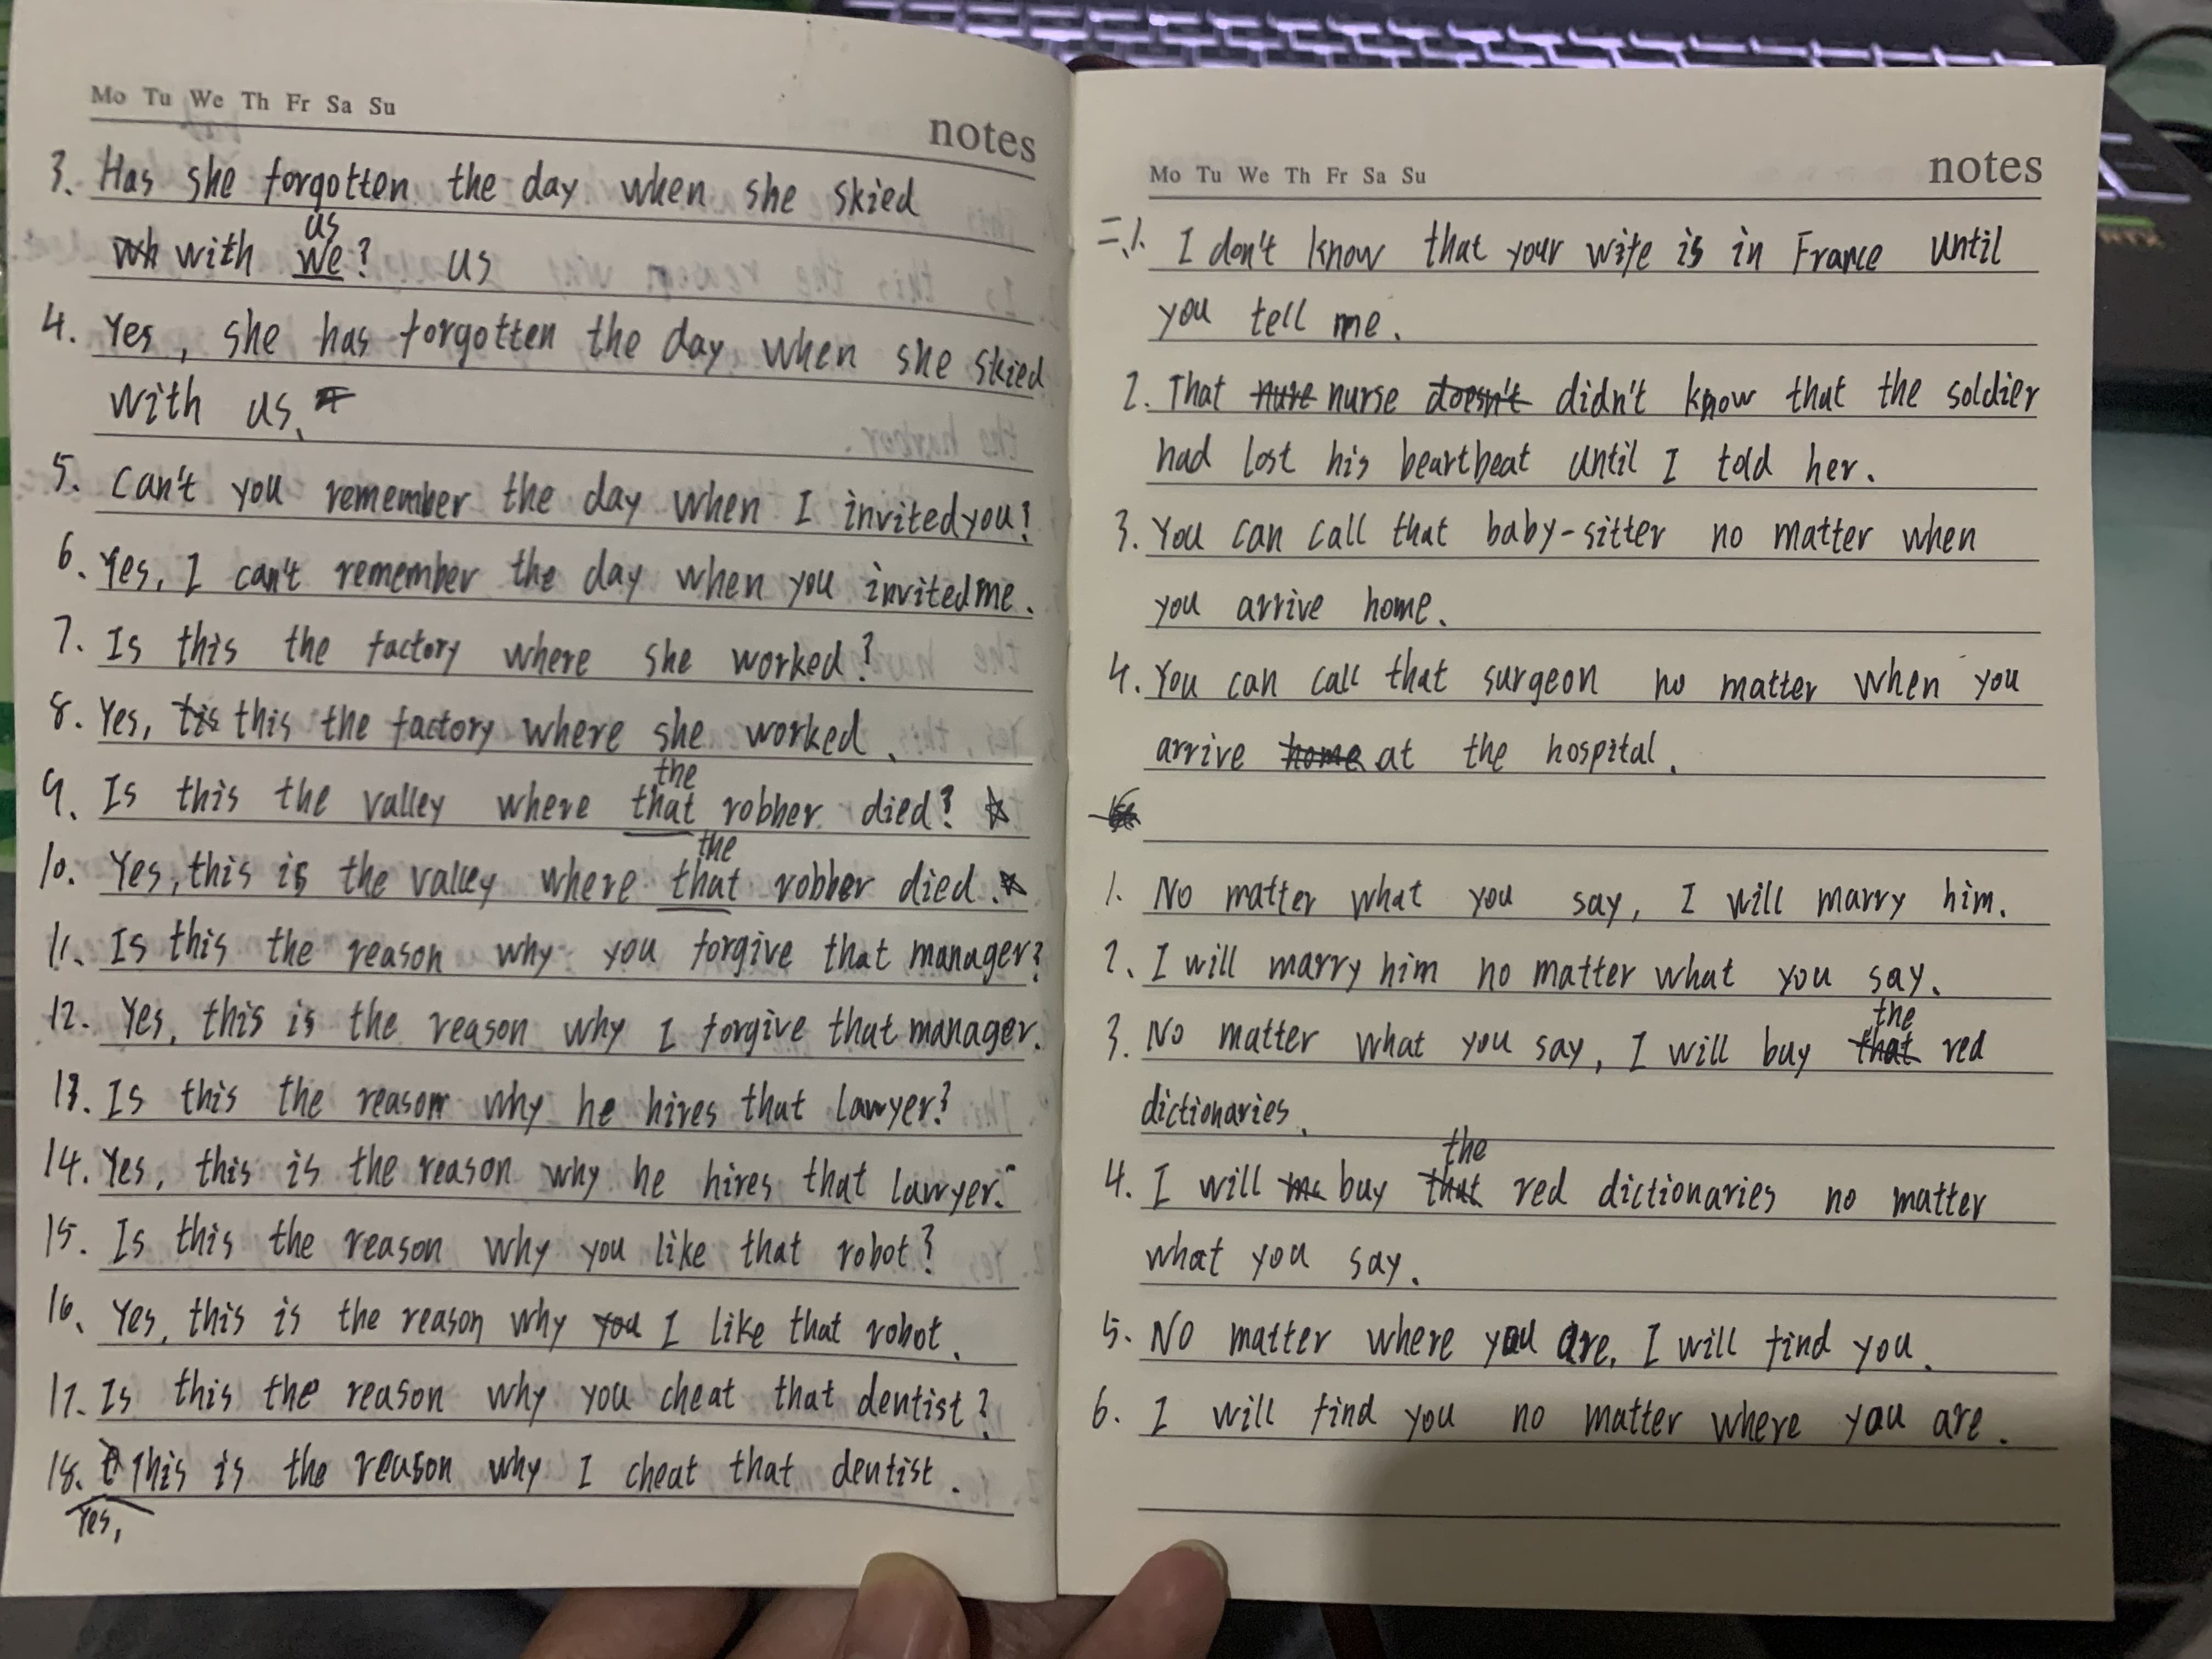 Mo Tu We Th Fr Sa Su
notes
3. Has she forgotten the day when she skied
us
wh with we? us
4. Yes, she has forgotten the day when she skied
with us.
5. Can't you remember the day when I invited you?
6. Yes, I can't remember the day when you invited me.
7. Is this the factory where she worked?
8. Yes, tis this the factory where she worked.
the
9. Is this the valley where that robber died? ☆
the
10. Yes, this is the valley where that robber died. ☆
11. Is this the reason why you forgive that manager?
12. Yes, this is the reason why I forgive that manager.
13. Is this the reason why he hires that lawyer?
14. Yes, this is the reason why he hires that lawyer.
15. Is this the reason why you like that robot?
16. Yes, this is the reason why you I like that robot.
17. Is this the reason why you cheat that dentist?
18. t This is the reason why I cheat that dentist.
Yes,
Mo Tu We Th Fr Sa Su
notes
二、1. I don't know that your wife is in France until
you tell me.
2. That nure nurse doesn't didn't know that the soldier
had lost his beartbeat until I told her.
3. You can call that baby-sitter no matter when
you arrive home.
4. You can call that surgeon no matter when you
arrive home at the hospital.
1. No matter what you say, I will marry him.
2. I will marry him no matter what you say.
the
3. No matter what you say, I will buy that red
dictionaries.
the
4. I will ma buy that red dictionaries no matter
what you say.
5. No matter where you are, I will find you.
6. I will find you no matter where you are.